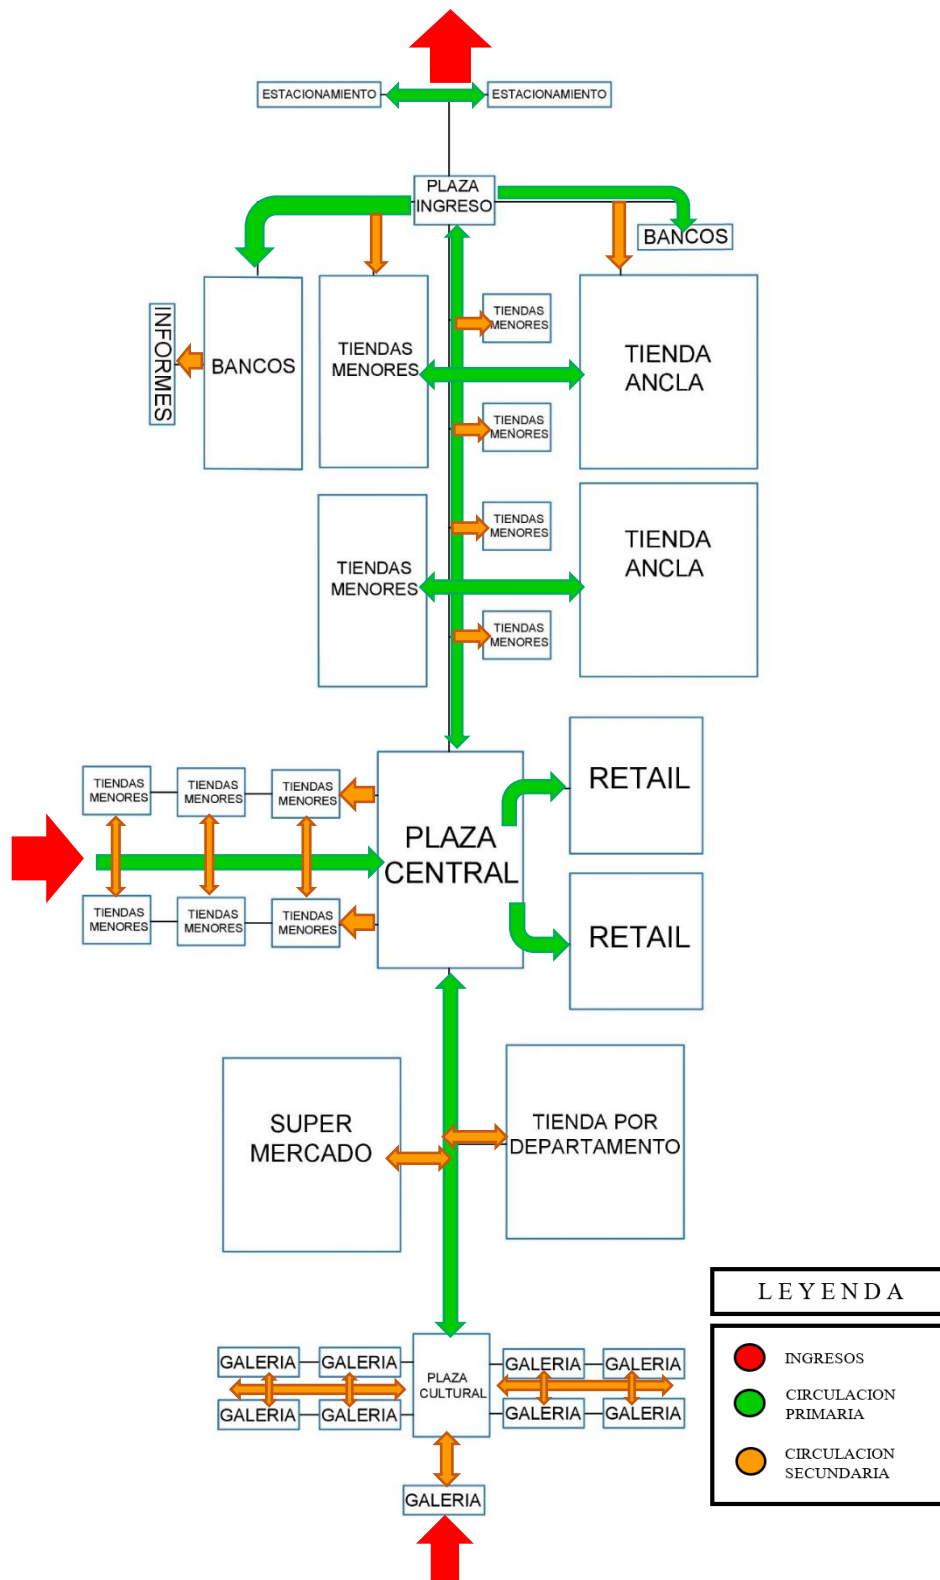 ESTACIONAMIENTO
ESTACIONAMIENTO
PLAZA
INGRESO
BANCOS
INFORMES
BANCOS
TIENDAS
MENORES
TIENDAS
MENORES
TIENDA
ANCLA
TIENDAS
MENORES
TIENDAS
MENORES
TIENDAS
MENORES
TIENDA
ANCLA
TIENDAS
MENORES
TIENDAS
MENORES
TIENDAS
MENORES
TIENDAS
MENORES
PLAZA
CENTRAL
RETAIL
TIENDAS
MENORES
TIENDAS
MENORES
TIENDAS
MENORES
RETAIL
SUPER
MERCADO
TIENDA POR
DEPARTAMENTO
LEYENDA
INGRESOS
CIRCULACION
PRIMARIA
CIRCULACION
SECUNDARIA
GALERIA
GALERIA
PLAZA
CULTURAL
GALERIA
GALERIA
GALERIA
GALERIA
GALERIA
GALERIA
GALERIA